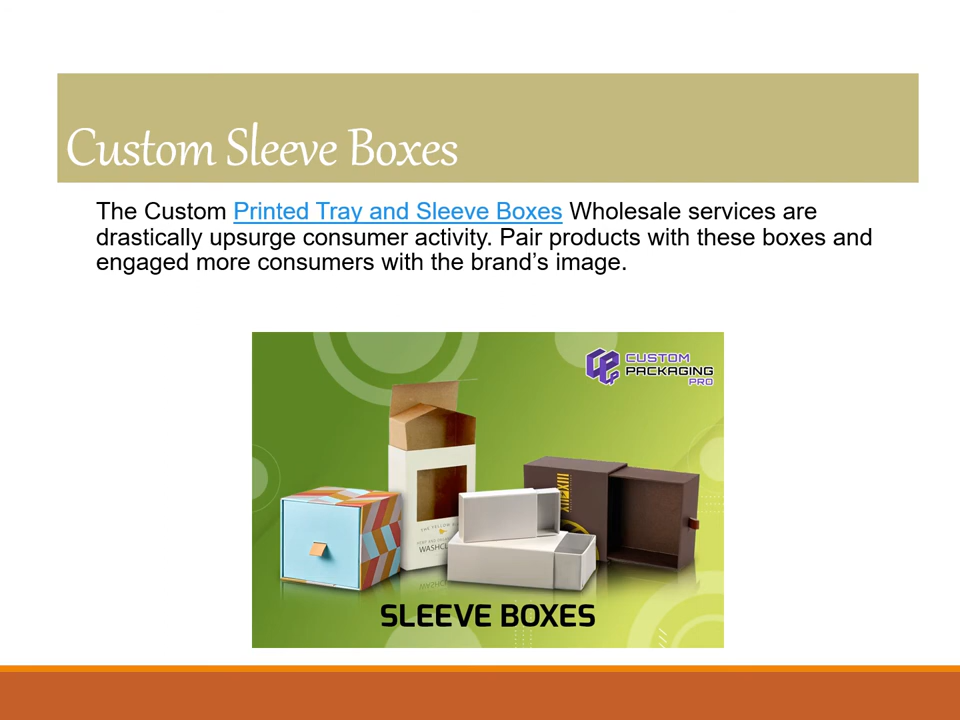 Custom Sleeve Boxes
The Custom Printed Tray and Sleeve Boxes Wholesale services are
drastically upsurge consumer activity. Pair products with these boxes and
engaged more consumers with the brand’s image.
CUSTOM
PACKAGING
PRO
LUXURY
WASHCL
SLEEVE BOXES